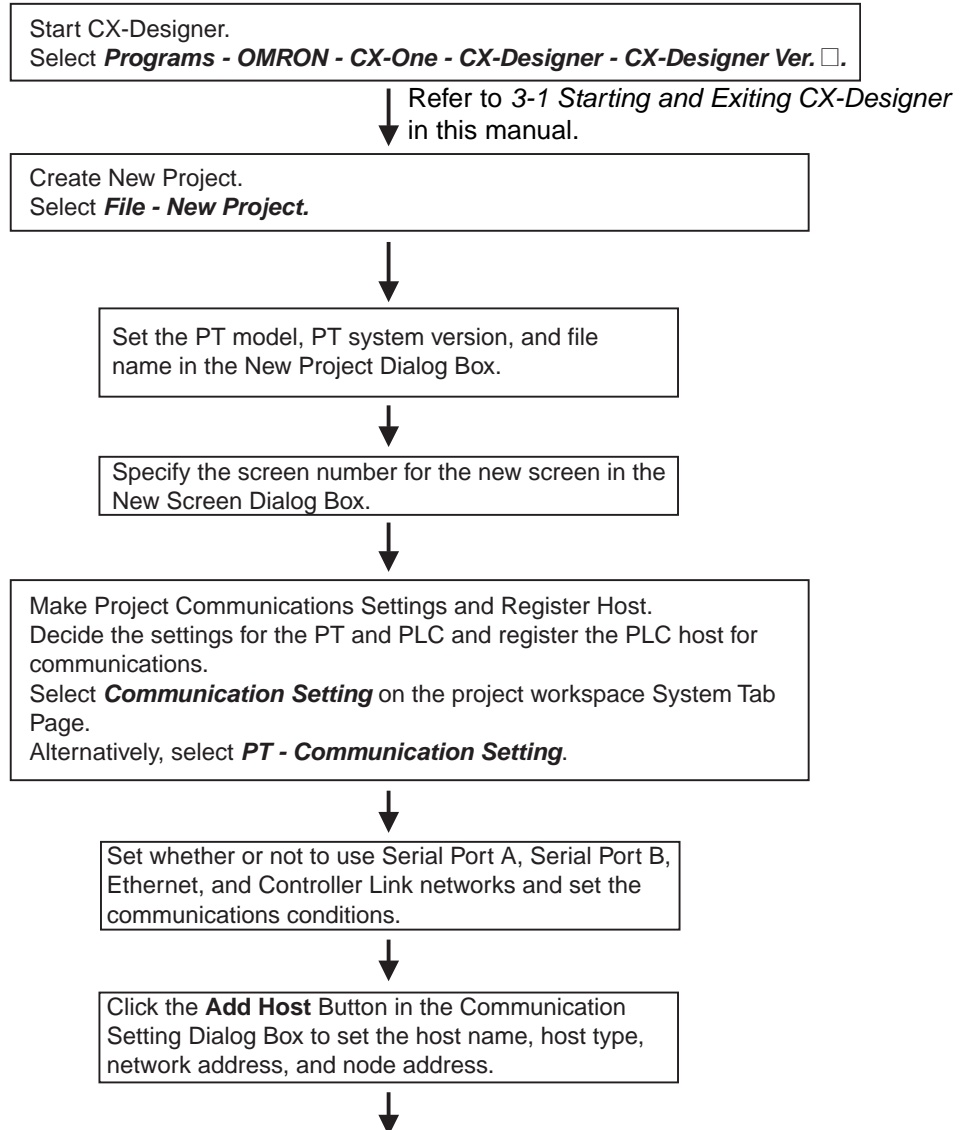 Start CX-Designer.
Select Programs - OMRON - CX-One - CX-Designer - CX-Designer Ver. □.
Refer to 3-1 Starting and Exiting CX-Designer
in this manual.
Create New Project.
Select File - New Project.
Set the PT model, PT system version, and file
name in the New Project Dialog Box.
Specify the screen number for the new screen in the
New Screen Dialog Box.
Make Project Communications Settings and Register Host.
Decide the settings for the PT and PLC and register the PLC host for
communications.
Select Communication Setting on the project workspace System Tab
Page.
Alternatively, select PT - Communication Setting.
Set whether or not to use Serial Port A, Serial Port B,
Ethernet, and Controller Link networks and set the
communications conditions.
Click the Add Host Button in the Communication
Setting Dialog Box to set the host name, host type,
network address, and node address.